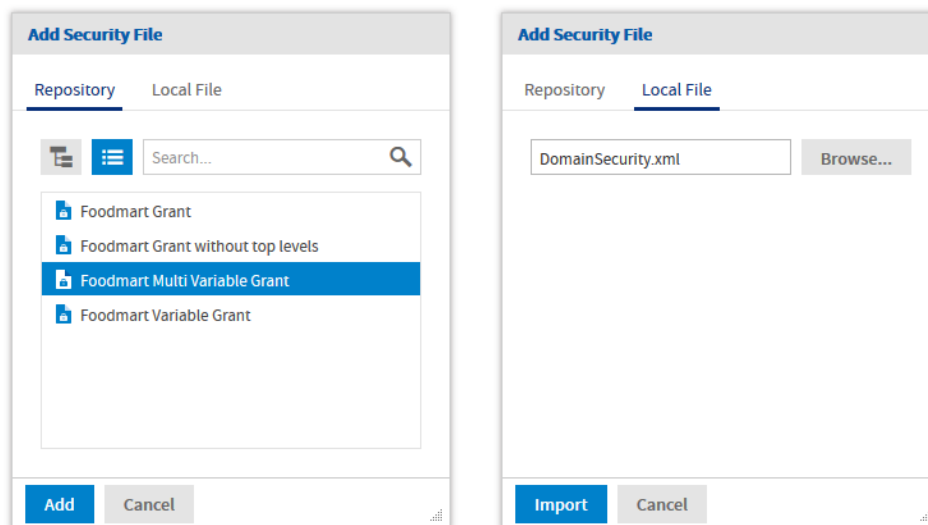 Add Security File
Repository Local File
Search...
Foodmart Grant
Foodmart Grant without top levels
Foodmart Multi Variable Grant
Foodmart Variable Grant
Add Cancel
Add Security File
Repository Local File
DomainSecurity.xml Browse...
Import Cancel